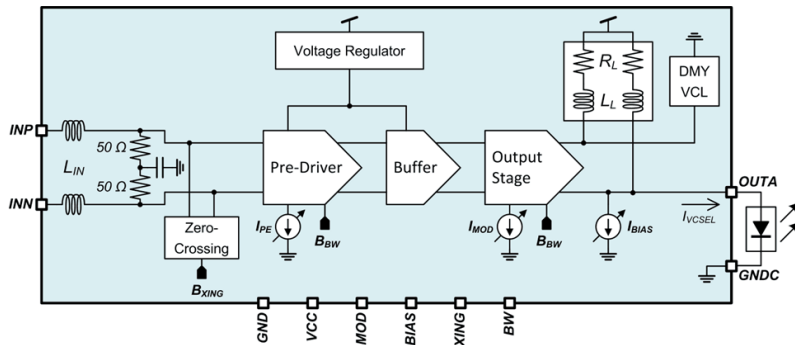 Voltage Regulator
R_L
L_L
DMY
VCL
INP
50 Ω
L_IN
50 Ω
INN
Pre-Driver
Buffer
Output
Stage
OUTA
I_VCSEL
Zero-
Crossing
I_PE
B_BW
I_MOD
B_BW
I_BIAS
GNDC
B_XING
GND
VCC
MOD
BIAS
XING
BW